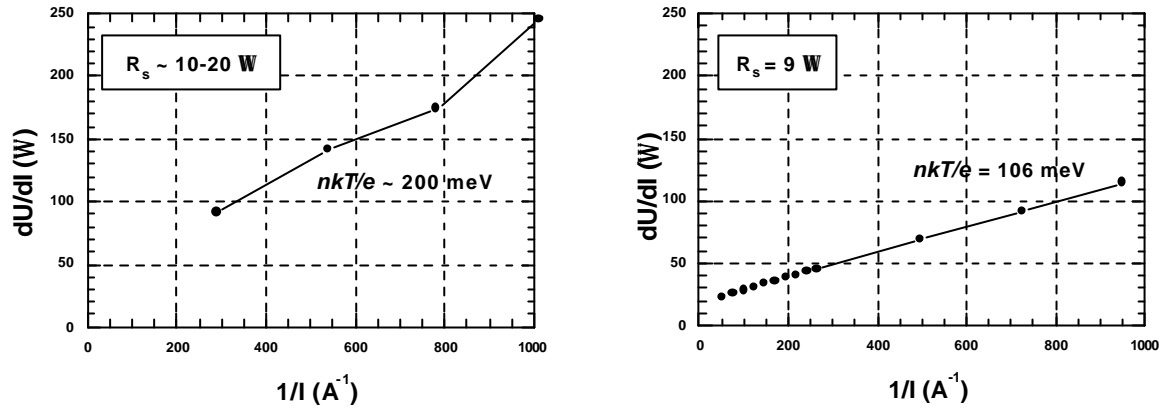 250
200
150
100
50
0
0 200 400 600 800 1000
dU/dI (W)
1/I (A⁻¹)
Rₛ ~ 10-20 W
nkT/e ~ 200 meV
250
200
150
100
50
0
0 200 400 600 800 1000
dU/dI (W)
1/I (A⁻¹)
Rₛ = 9 W
nkT/e = 106 meV